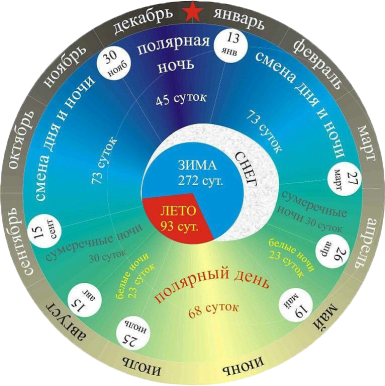 январь
февраль
март
апрель
май
июнь
июль
август
сентябрь
октябрь
ноябрь
декабрь
полярная
ночь
45 суток
13
янв
смена дня и ночи
73 суток
27
март
сумеречные
ночи 30 суток
20
апр
белые ночи
23 суток
19
май
полярный день
68 суток
25
июль
белые ночи
23 суток
15
авг
сумеречные ночи
30 суток
15
сент
смена дня и ночи
73 суток
30
нояб
СНЕГ
ЗИМА
272 сут.
ЛЕТО
93 сут.